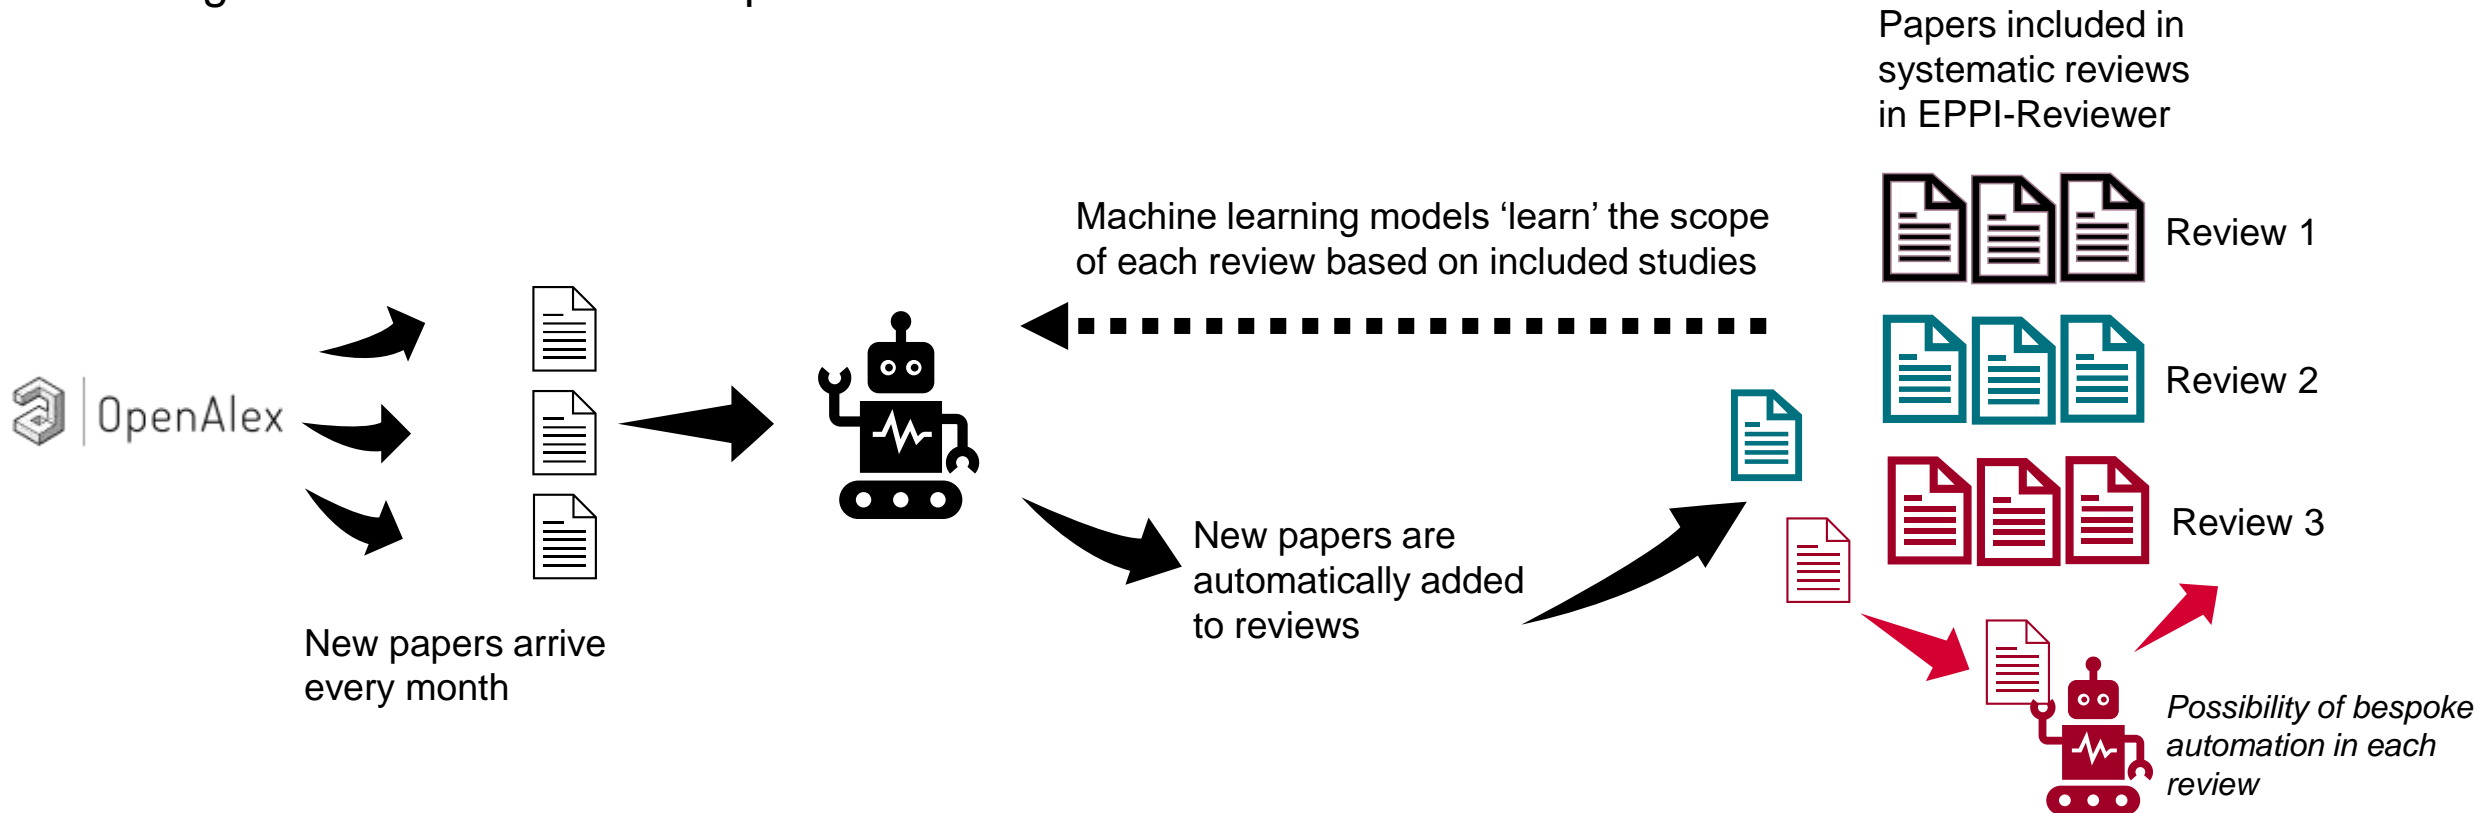 Papers included in
systematic reviews
in EPPI-Reviewer
Machine learning models ‘learn’ the scope
of each review based on included studies
Review 1
Review 2
Review 3
OpenAlex
New papers arrive
every month
New papers are
automatically added
to reviews
Possibility of bespoke
automation in each
review